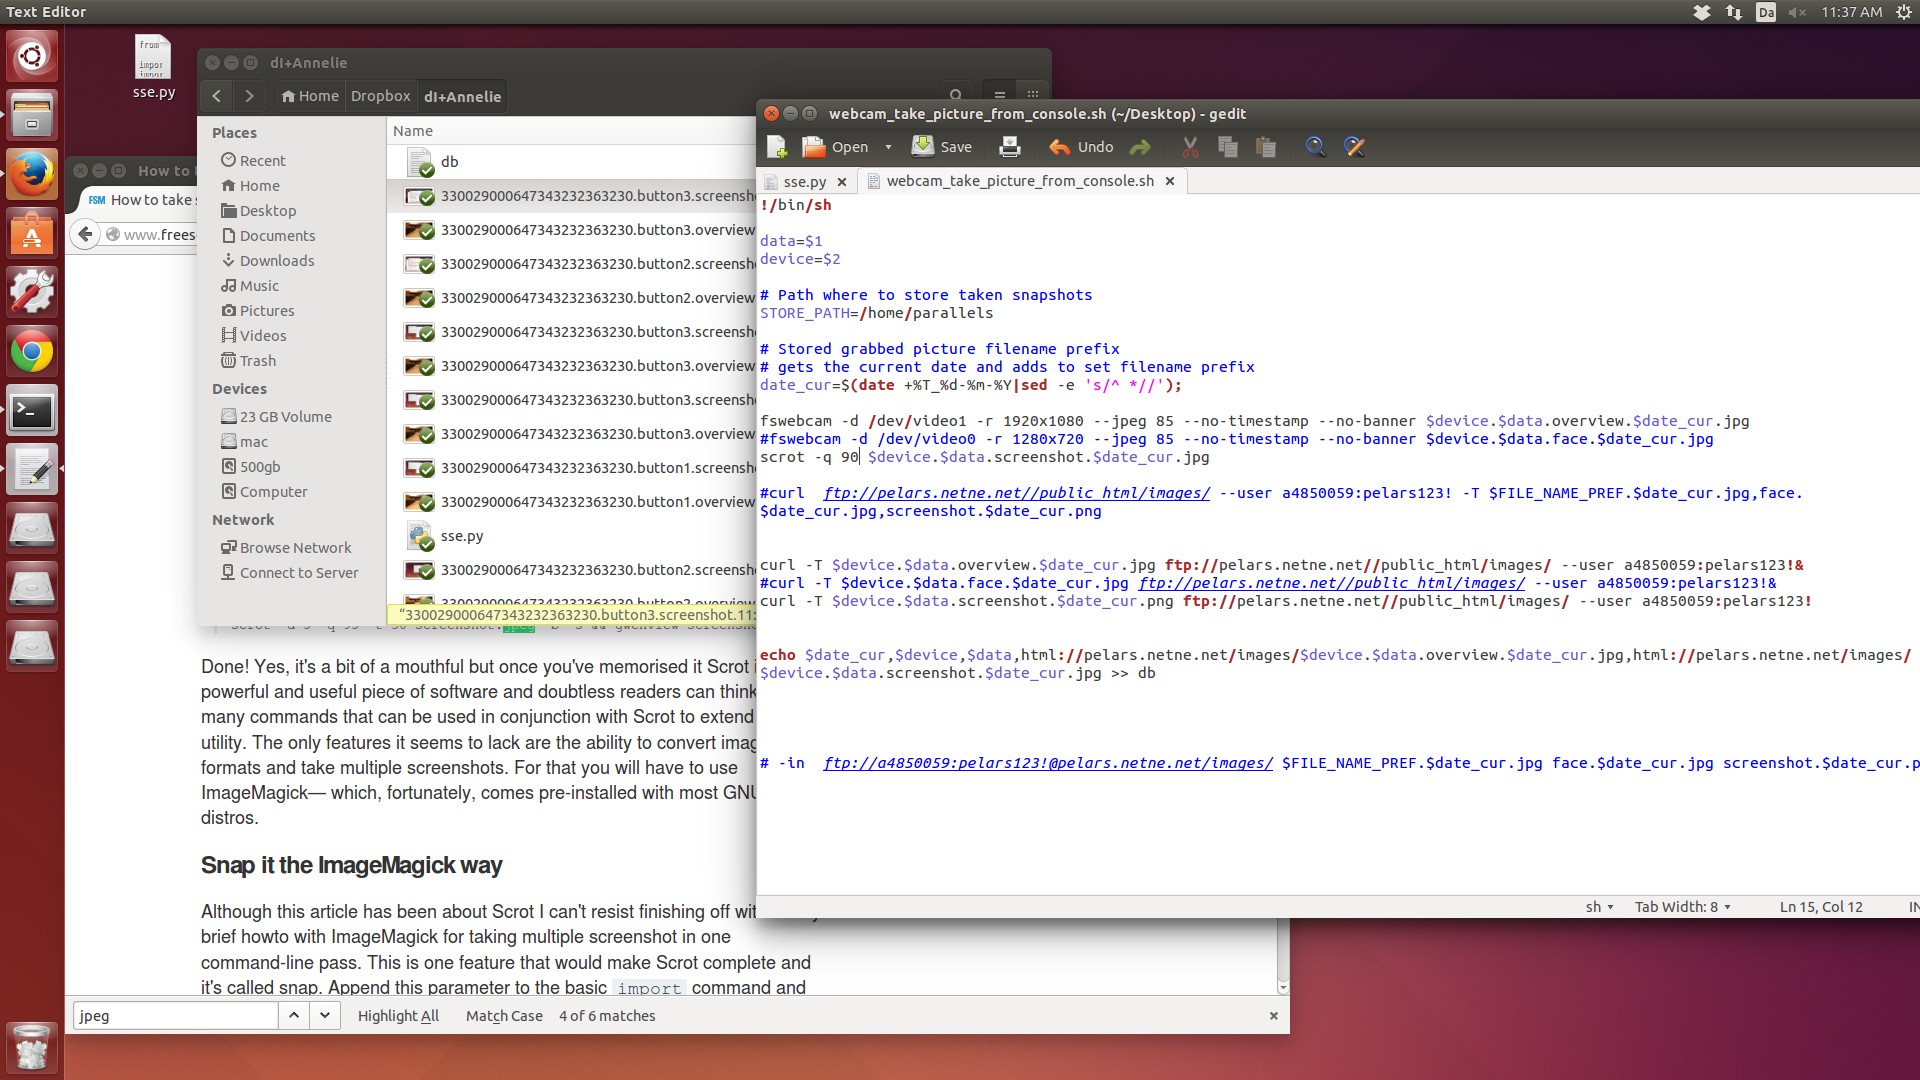 Text Editor
Da
11:37 AM
from
impor
impor
sse.py
dI+Annelie
Home
Dropbox
dI+Annelie
Places
Recent
Home
Desktop
Documents
Downloads
Music
Pictures
Videos
Trash
Devices
23 GB Volume
mac
500gb
Computer
Network
Browse Network
Connect to Server
Name
db
330029000647343232363230.button3.screensh
330029000647343232363230.button3.overview
330029000647343232363230.button2.screensh
330029000647343232363230.button2.overview
330029000647343232363230.button3.screensh
330029000647343232363230.button3.overview
330029000647343232363230.button3.screensh
330029000647343232363230.button3.overview
330029000647343232363230.button1.screensh
330029000647343232363230.button1.overview
sse.py
330029000647343232363230.button2.screensh
330029000647343232363230.button2.overview
“330029000647343232363230.button3.screenshot.11:
How to
FSM How to take
www.frees
Done! Yes, it's a bit of a mouthful but once you've memorised it Scrot
powerful and useful piece of software and doubtless readers can think
many commands that can be used in conjunction with Scrot to extend
utility. The only features it seems to lack are the ability to convert imag
formats and take multiple screenshots. For that you will have to use
ImageMagick— which, fortunately, comes pre-installed with most GNU
distros.
Snap it the ImageMagick way
Although this article has been about Scrot I can't resist finishing off wit
brief howto with ImageMagick for taking multiple screenshot in one
command-line pass. This is one feature that would make Scrot complete and
it's called snap. Append this parameter to the basic import command and
jpeg
Highlight All
Match Case
4 of 6 matches
webcam_take_picture_from_console.sh (~/Desktop) - gedit
Open
Save
Undo
sse.py
webcam_take_picture_from_console.sh
!/bin/sh
data=$1
device=$2
# Path where to store taken snapshots
STORE_PATH=/home/parallels
# Stored grabbed picture filename prefix
# gets the current date and adds to set filename prefix
date_cur=$(date +%T_%d-%m-%Y|sed -e 's/^ *//');
fswebcam -d /dev/video1 -r 1920x1080 --jpeg 85 --no-timestamp --no-banner $device.$data.overview.$date_cur.jpg
#fswebcam -d /dev/video0 -r 1280x720 --jpeg 85 --no-timestamp --no-banner $device.$data.face.$date_cur.jpg
scrot -q 90 $device.$data.screenshot.$date_cur.jpg
#curl  ftp://pelars.netne.net//public_html/images/ --user a4850059:pelars123! -T $FILE_NAME_PREF.$date_cur.jpg,face.
$date_cur.jpg,screenshot.$date_cur.png
curl -T $device.$data.overview.$date_cur.jpg ftp://pelars.netne.net//public_html/images/ --user a4850059:pelars123!&
#curl -T $device.$data.face.$date_cur.jpg ftp://pelars.netne.net//public_html/images/ --user a4850059:pelars123!&
curl -T $device.$data.screenshot.$date_cur.png ftp://pelars.netne.net//public_html/images/ --user a4850059:pelars123!
echo $date_cur,$device,$data,html://pelars.netne.net/images/$device.$data.overview.$date_cur.jpg,html://pelars.netne.net/images/
$device.$data.screenshot.$date_cur.jpg >> db
# -in  ftp://a4850059:pelars123!@pelars.netne.net/images/ $FILE_NAME_PREF.$date_cur.jpg face.$date_cur.jpg screenshot.$date_cur.p
sh
Tab Width: 8
Ln 15, Col 12
IN